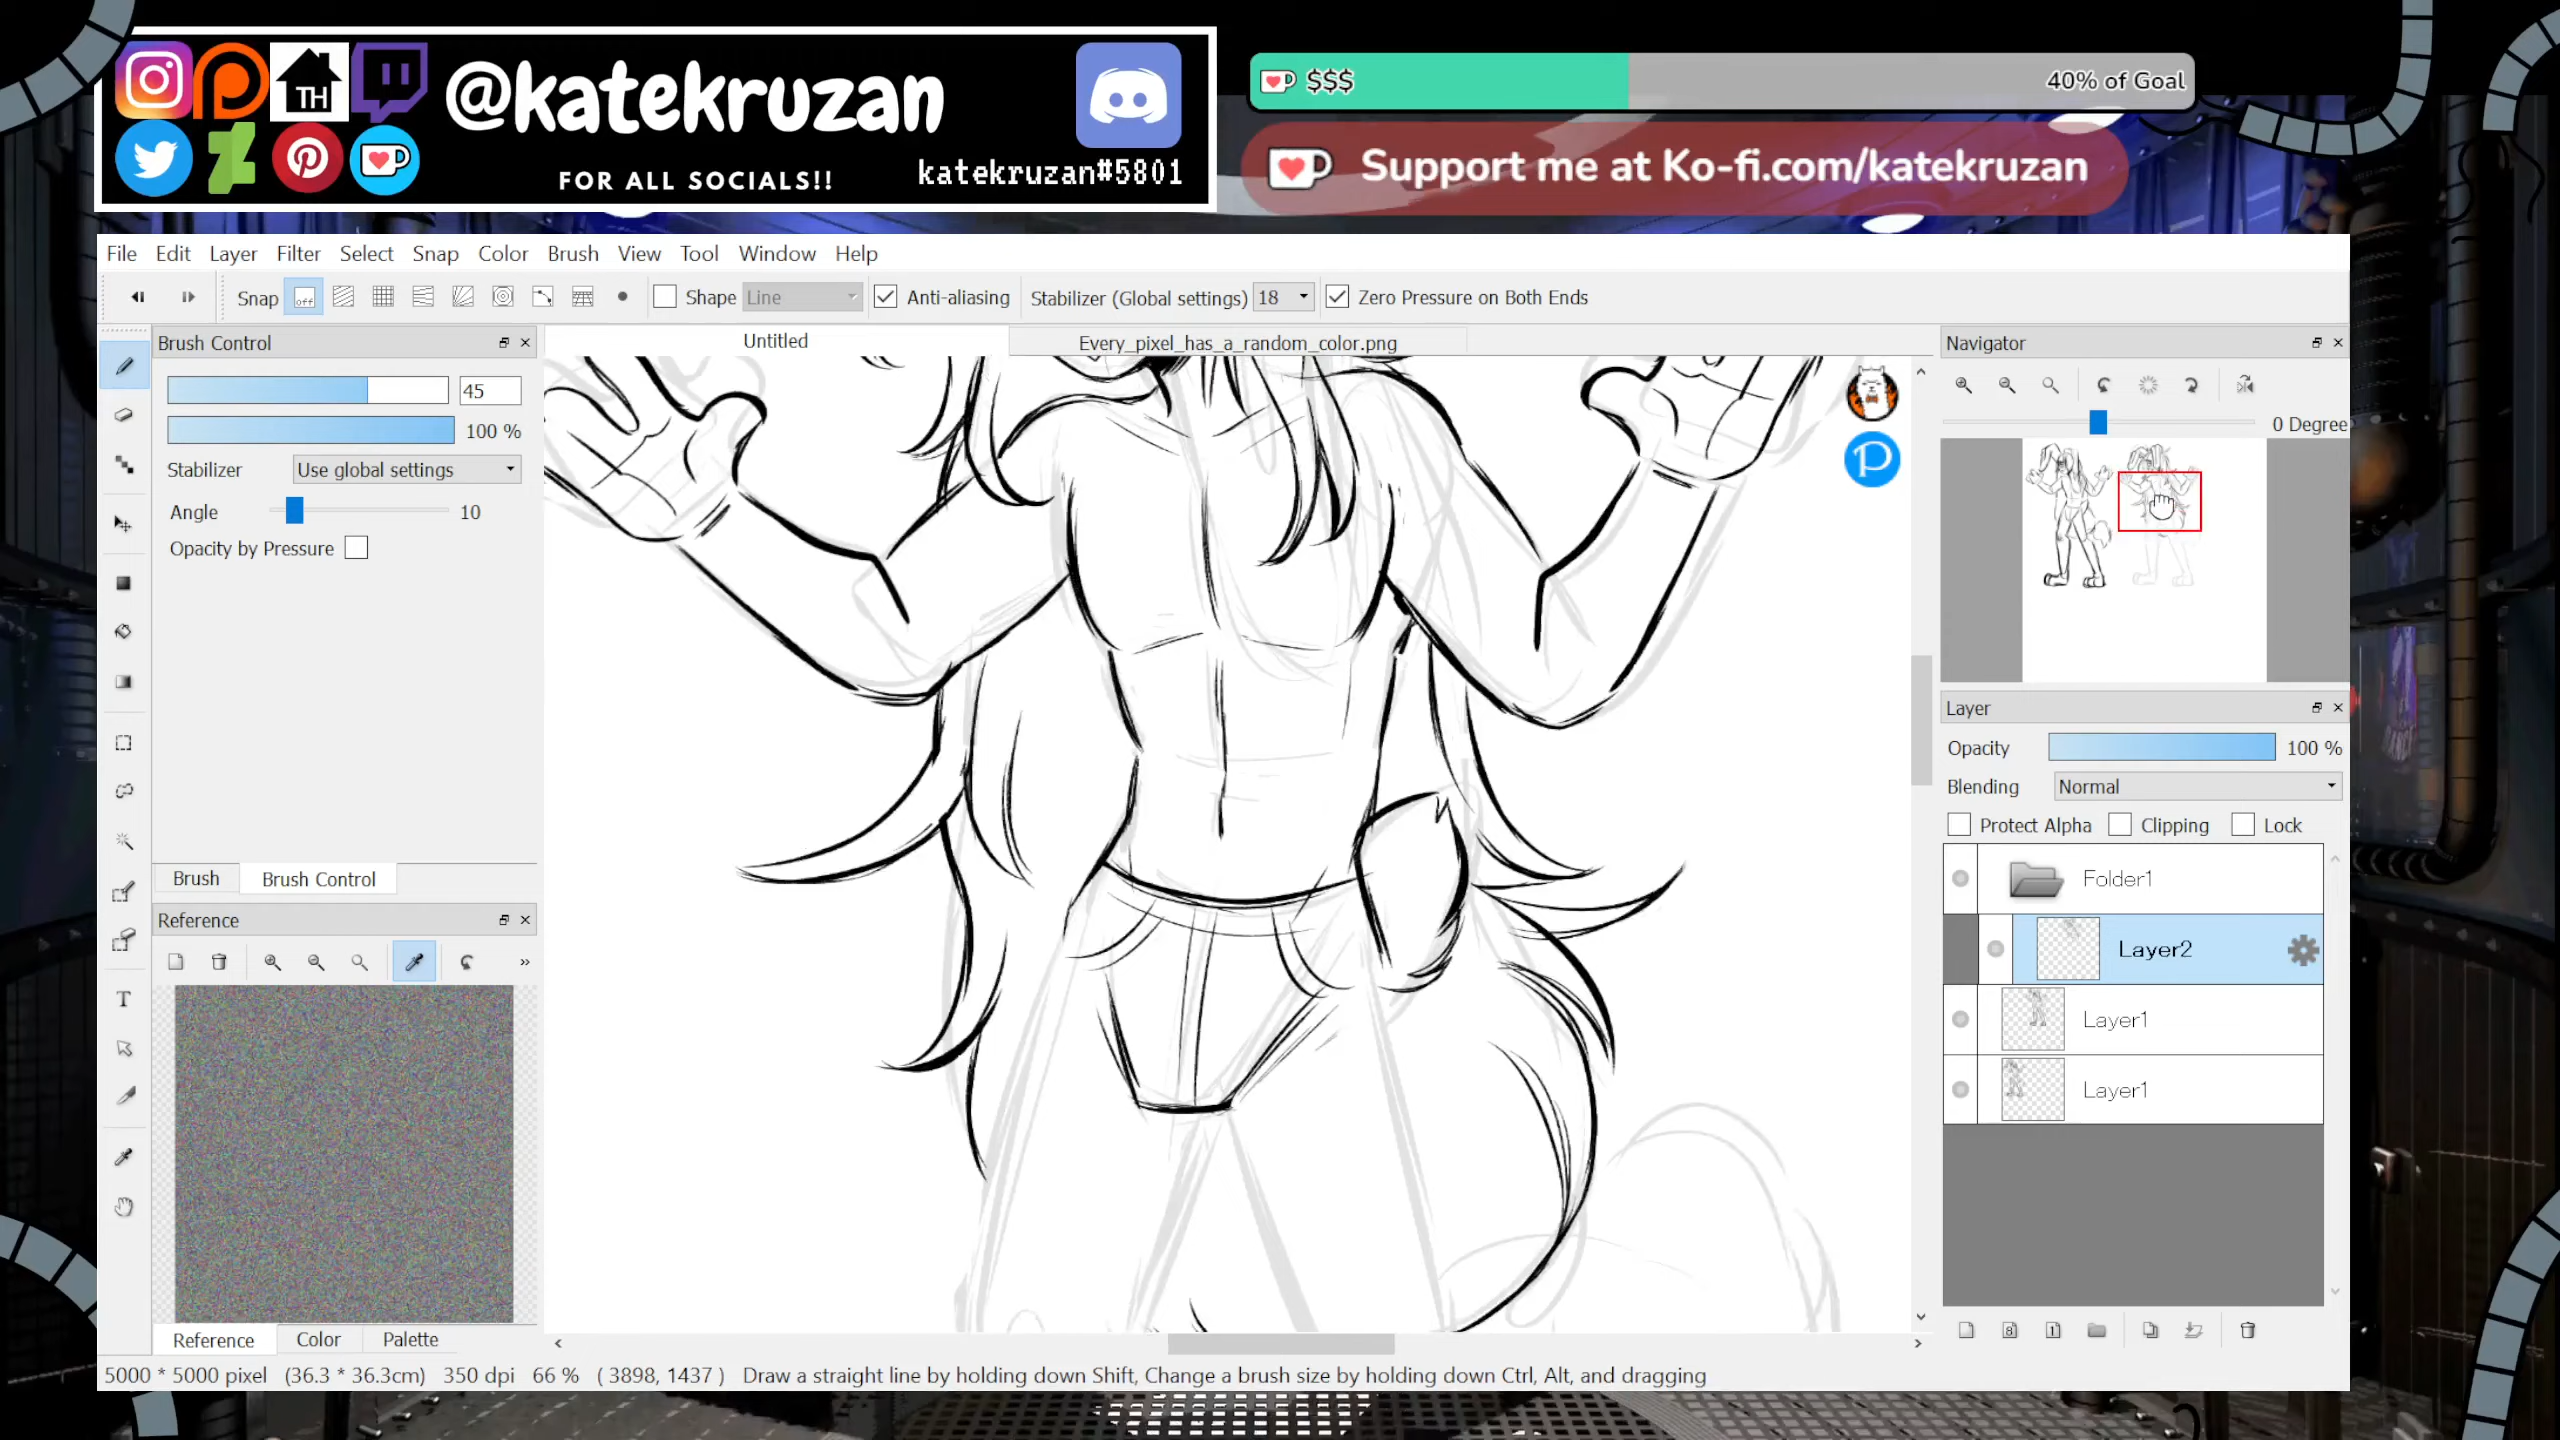 TH
@katekruzan
FOR ALL SOCIALS!!
katekruzan#5801
$$$
40% of Goal
Support me at Ko-fi.com/katekruzan
File Edit Layer Filter Select Snap Color Brush View Tool Window Help
Snap off Shape Line Anti-aliasing Stabilizer (Global settings) 18 Zero Pressure on Both Ends
Brush Control
45
100 %
Stabilizer Use global settings
Angle 10
Opacity by Pressure
Brush Brush Control
Reference
»
T
Reference Color Palette
Untitled
Every_pixel_has_a_random_color.png
P
Navigator
0 Degree
Layer
Opacity 100 %
Blending Normal
Protect Alpha Clipping Lock
Folder1
Layer2
Layer1
Layer1
8 1
5000 * 5000 pixel (36.3 * 36.3cm) 350 dpi 66 % ( 3898, 1437 ) Draw a straight line by holding down Shift, Change a brush size by holding down Ctrl, Alt, and dragging